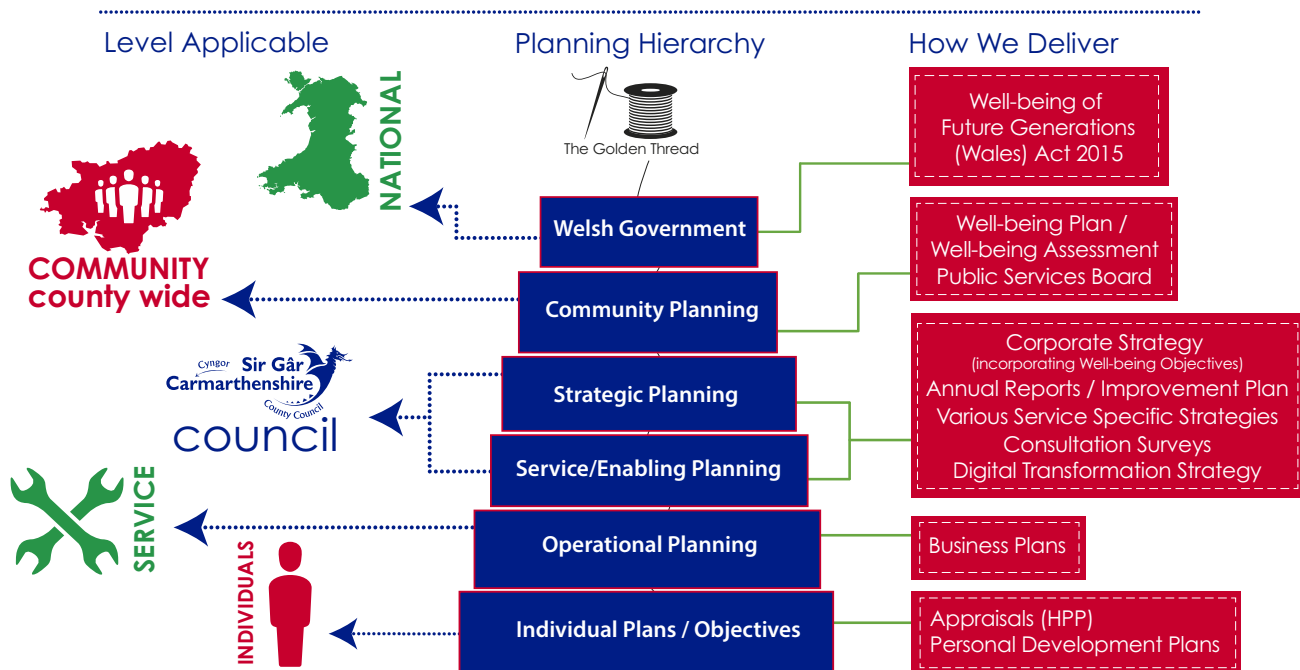 Level Applicable
Planning Hierarchy
How We Deliver
NATIONAL
COMMUNITY
county wide
Cyngor
Sir Gâr
Carmarthenshire
County Council
council
SERVICE
INDIVIDUALS
The Golden Thread
Welsh Government
Community Planning
Strategic Planning
Service/Enabling Planning
Operational Planning
Individual Plans / Objectives
Well-being of
Future Generations
(Wales) Act 2015
Well-being Plan /
Well-being Assessment
Public Services Board
Corporate Strategy
(incorporating Well-being Objectives)
Annual Reports / Improvement Plan
Various Service Specific Strategies
Consultation Surveys
Digital Transformation Strategy
Business Plans
Appraisals (HPP)
Personal Development Plans